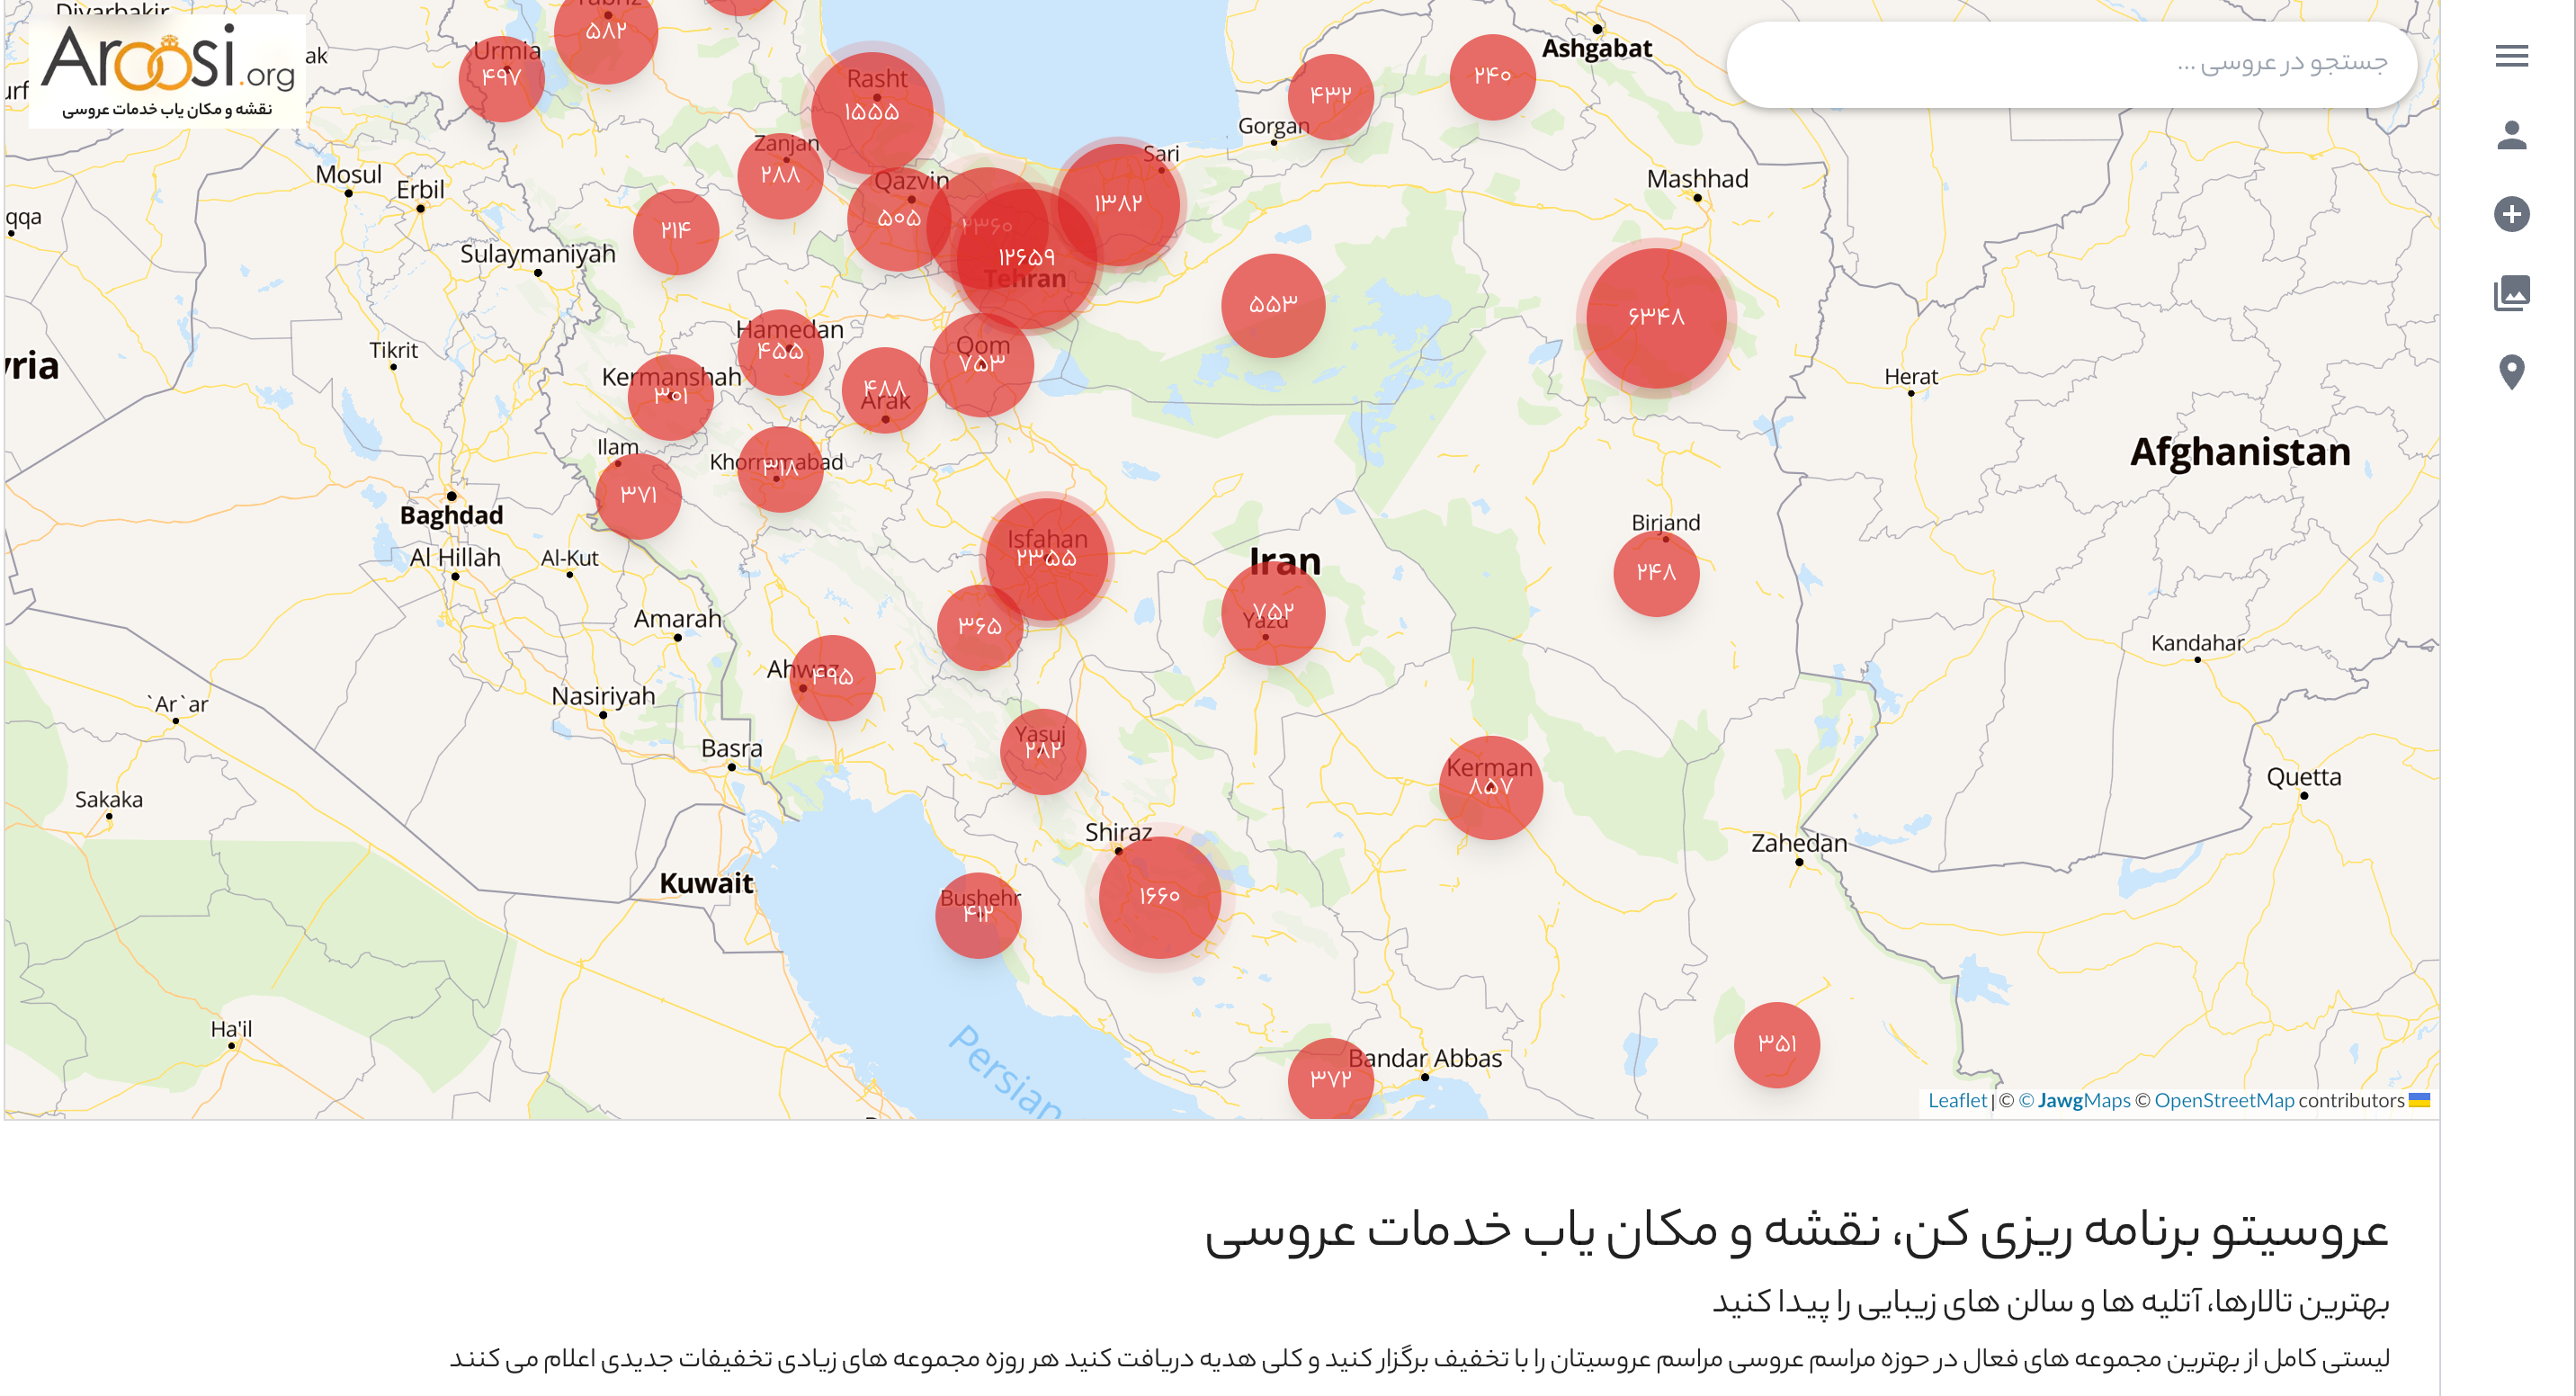 Diyarbakir
Tabriz
۵۸۲
Aroosi.org
نقشه و مکان یاب خدمات عروسی
Urmia
۴۹۷
Rasht
۱۵۵۵
۴۳۲
۲۴۰
Ashgabat
جستجو در عروسی ...
Gorgan
Zanjan
۲۸۸
Sari
۱۳۸۲
Mosul
Erbil
Qazvin
۵۰۵
۲۳۶۰
Mashhad
۲۱۴
Sulaymaniyah
۱۲۶۵۹
Tehran
۵۵۳
۶۳۴۸
Hamedan
۴۵۵
Tikrit
Qom
۷۵۳
Kermanshah
۳۰۱
۴۸۸
Arak
Herat
Ilam
Khorramabad
۳۱۸
Afghanistan
۳۷۱
Baghdad
Al Hillah
Al-Kut
Isfahan
۲۳۵۵
Iran
Birjand
۲۴۸
Amarah
۳۶۵
۷۵۲
Yazd
Kandahar
Ahwaz
۴۹۵
Nasiriyah
`Ar`ar
Yasuj
۲۸۲
Basra
Kerman
۸۵۷
Quetta
Sakaka
Shiraz
Zahedan
Kuwait
Bushehr
۴۱۲
۱۶۶۰
Ha'il
Persian
Bandar Abbas
۳۷۲
۳۵۱
Leaflet | © © JawgMaps © OpenStreetMap contributors
عروسیتو برنامه ریزی کن، نقشه و مکان یاب خدمات عروسی
بهترین تالارها، آتلیه ها و سالن های زیبایی را پیدا کنید
لیستی کامل از بهترین مجموعه های فعال در حوزه مراسم عروسی مراسم عروسیتان را با تخفیف برگزار کنید و کلی هدیه دریافت کنید هر روزه مجموعه های زیادی تخفیفات جدیدی اعلام می کنند